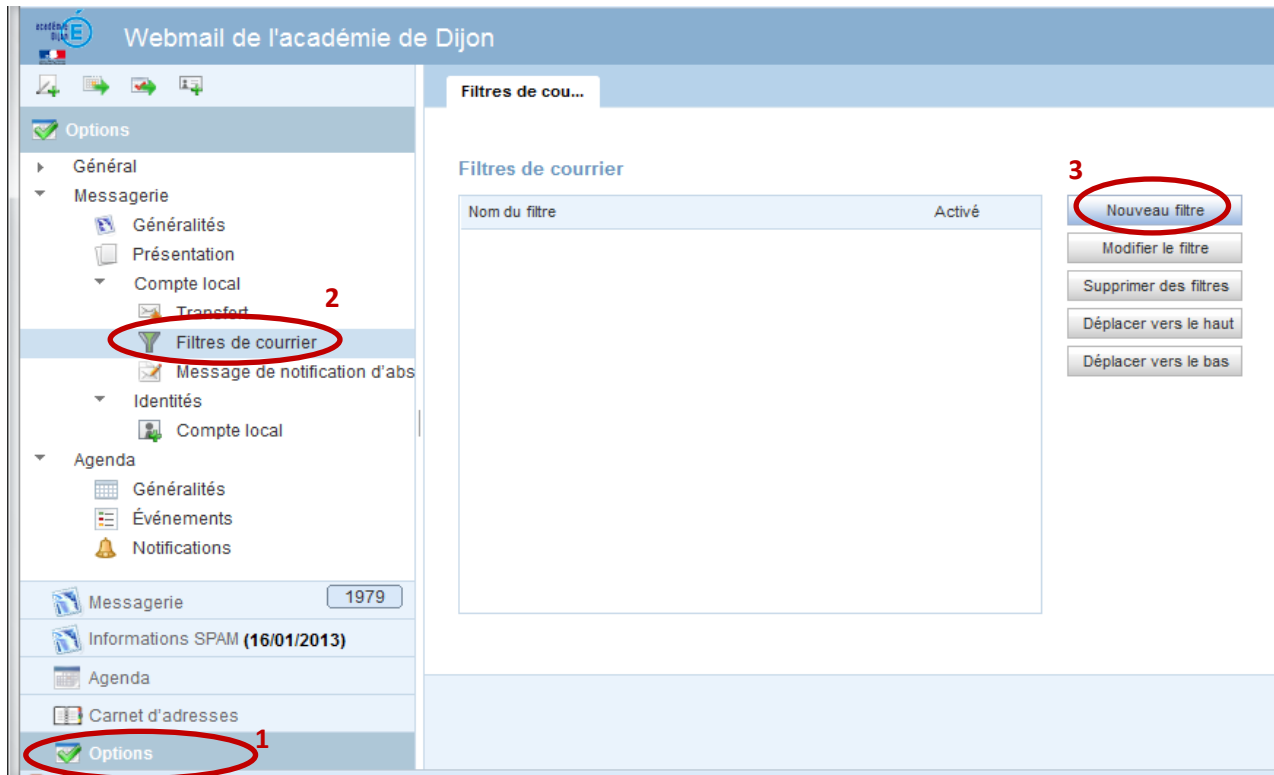 académie
Dijon
É
Webmail de l'académie de Dijon
Filtres de cou...
Options
Général
Messagerie
Généralités
Présentation
Compte local
2
Transfert
Filtres de courrier
Message de notification d'abs
Identités
Compte local
Agenda
Généralités
Événements
Notifications
Messagerie
1979
Informations SPAM (16/01/2013)
Agenda
Carnet d'adresses
Options
1
Filtres de courrier
Nom du filtre Activé
3
Nouveau filtre
Modifier le filtre
Supprimer des filtres
Déplacer vers le haut
Déplacer vers le bas